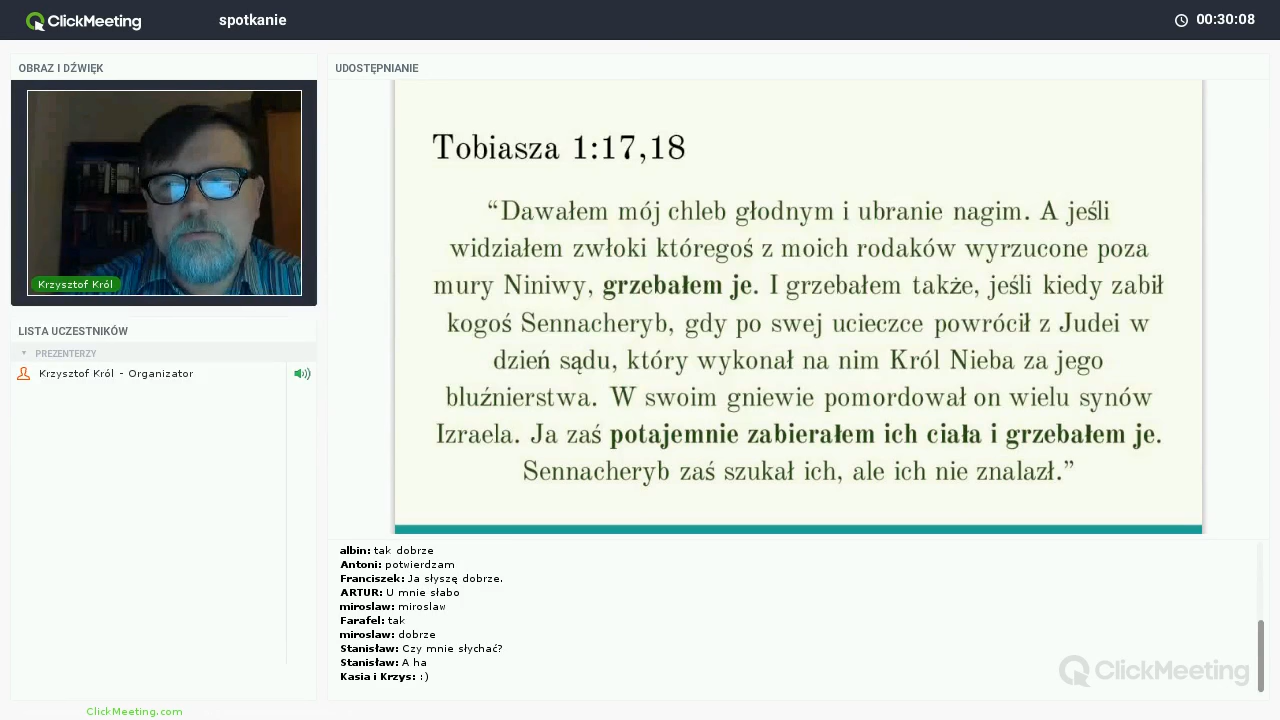 ClickMeeting
spotkanie
00:30:08
OBRAZ I DŹWIĘK
Krzysztof Król
LISTA UCZESTNIKÓW
PREZENTERZY
Krzysztof Król - Organizator
ClickMeeting.com
UDOSTĘPNIANIE
Tobiasza 1:17,18
“Dawałem mój chleb głodnym i ubranie nagim. A jeśli
widziałem zwłoki któregoś z moich rodaków wyrzucone poza
mury Niniwy, grzebałem je. I grzebałem także, jeśli kiedy zabił
kogoś Sennacheryb, gdy po swej ucieczce powrócił z Judei w
dzień sądu, który wykonał na nim Król Nieba za jego
bluźnierstwa. W swoim gniewie pomordował on wielu synów
Izraela. Ja zaś potajemnie zabierałem ich ciała i grzebałem je.
Sennacheryb zaś szukał ich, ale ich nie znalazł.”
albin: tak dobrze
Antoni: potwierdzam
Franciszek: Ja słyszę dobrze.
ARTUR: U mnie słabo
miroslaw: miroslaw
Farafel: tak
miroslaw: dobrze
Stanisław: Czy mnie słychać?
Stanisław: A ha
Kasia i Krzys: :)
ClickMeeting